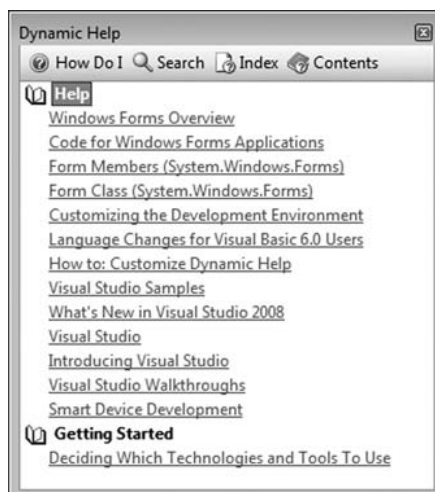 Dynamic Help
How Do I Search Index Contents
Help
Windows Forms Overview
Code for Windows Forms Applications
Form Members (System.Windows.Forms)
Form Class (System.Windows.Forms)
Customizing the Development Environment
Language Changes for Visual Basic 6.0 Users
How to: Customize Dynamic Help
Visual Studio Samples
What's New in Visual Studio 2008
Visual Studio
Introducing Visual Studio
Visual Studio Walkthroughs
Smart Device Development
Getting Started
Deciding Which Technologies and Tools To Use